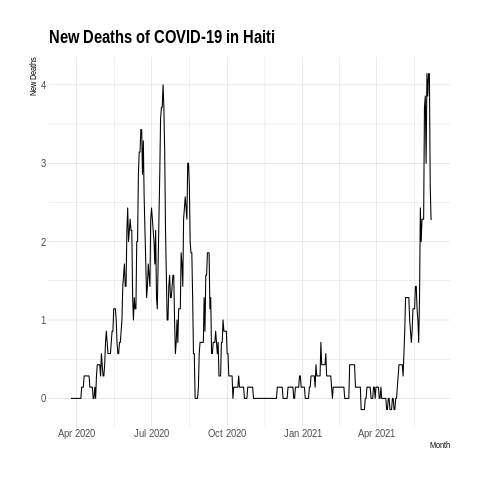 New Deaths of COVID-19 in Haiti
New Deaths
4
3
2
1
0
Apr 2020 Jul 2020 Oct 2020 Jan 2021 Apr 2021
Month